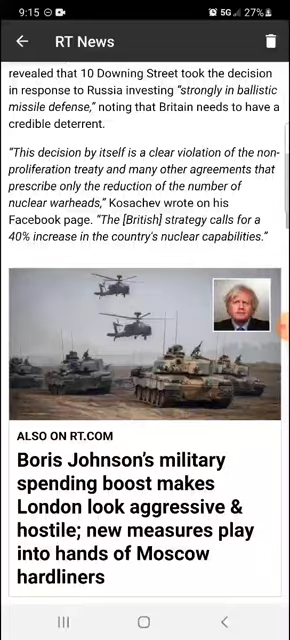 9:15
5G 27%
RT News
revealed that 10 Downing Street took the decision
in response to Russia investing “strongly in ballistic
missile defense,” noting that Britain needs to have a
credible deterrent.
“This decision by itself is a clear violation of the non-
proliferation treaty and many other agreements that
prescribe only the reduction of the number of
nuclear warheads,” Kosachev wrote on his
Facebook page. “The [British] strategy calls for a
40% increase in the country's nuclear capabilities.”
ALSO ON RT.COM
Boris Johnson’s military
spending boost makes
London look aggressive &
hostile; new measures play
into hands of Moscow
hardliners